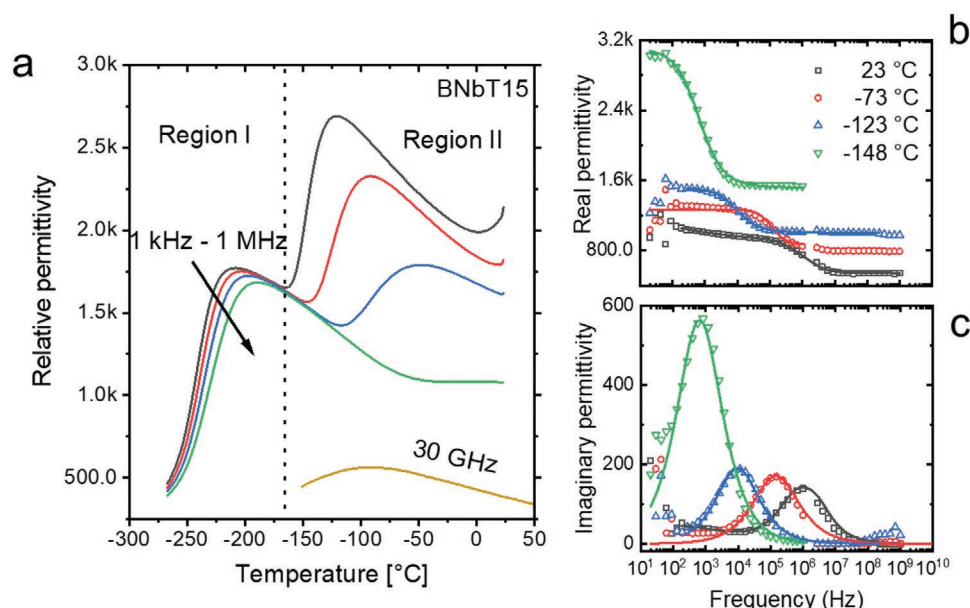 a
3.0k
2.5k
2.0k
1.5k
1.0k
500.0
Relative permittivity
BNbT15
Region I
Region II
1 kHz - 1 MHz
30 GHz
-300 -250 -200 -150 -100 -50 0 50
Temperature [°C]
b
3.2k
2.4k
1.6k
800.0
Real permittivity
23 °C
-73 °C
-123 °C
-148 °C
c
600
400
200
0
Imaginary permittivity
10¹ 10² 10³ 10⁴ 10⁵ 10⁶ 10⁷ 10⁸ 10⁹ 10¹⁰
Frequency (Hz)